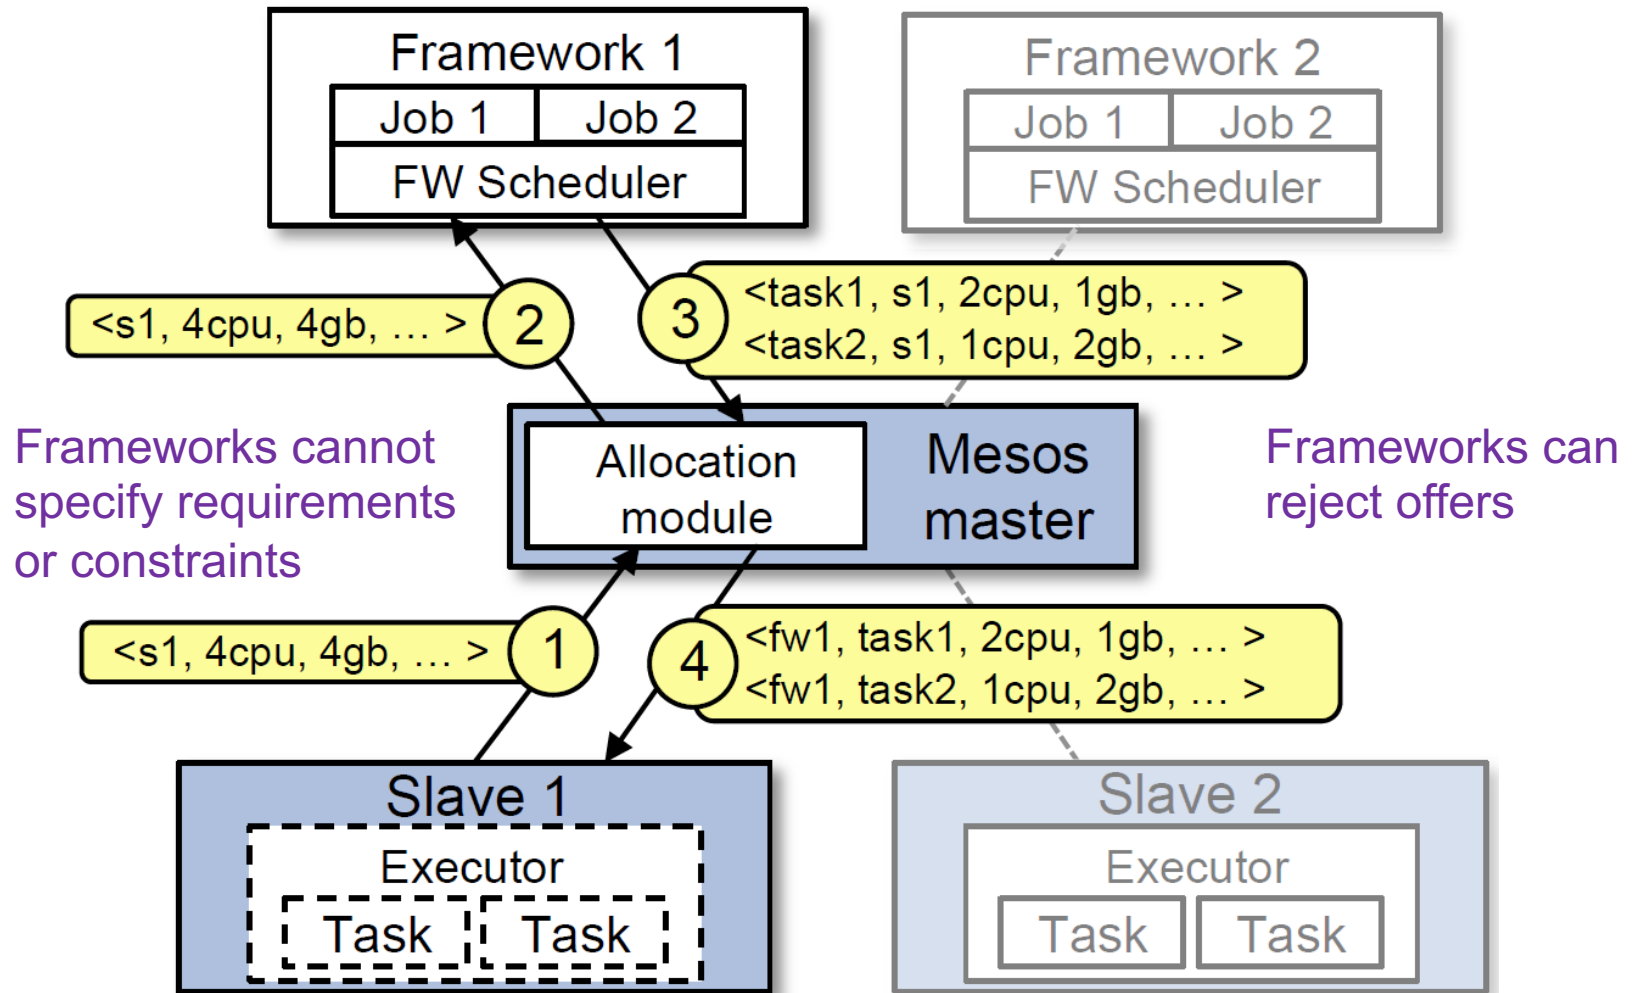 Framework 1
Job 1
Job 2
FW Scheduler
Framework 2
Job 1
Job 2
FW Scheduler
<s1, 4cpu, 4gb, … >
2
3
<task1, s1, 2cpu, 1gb, … >
<task2, s1, 1cpu, 2gb, … >
Frameworks cannot
specify requirements
or constraints
Allocation
module
Mesos
master
Frameworks can
reject offers
<s1, 4cpu, 4gb, … >
1
4
<fw1, task1, 2cpu, 1gb, … >
<fw1, task2, 1cpu, 2gb, … >
Slave 1
Executor
Task
Task
Slave 2
Executor
Task
Task